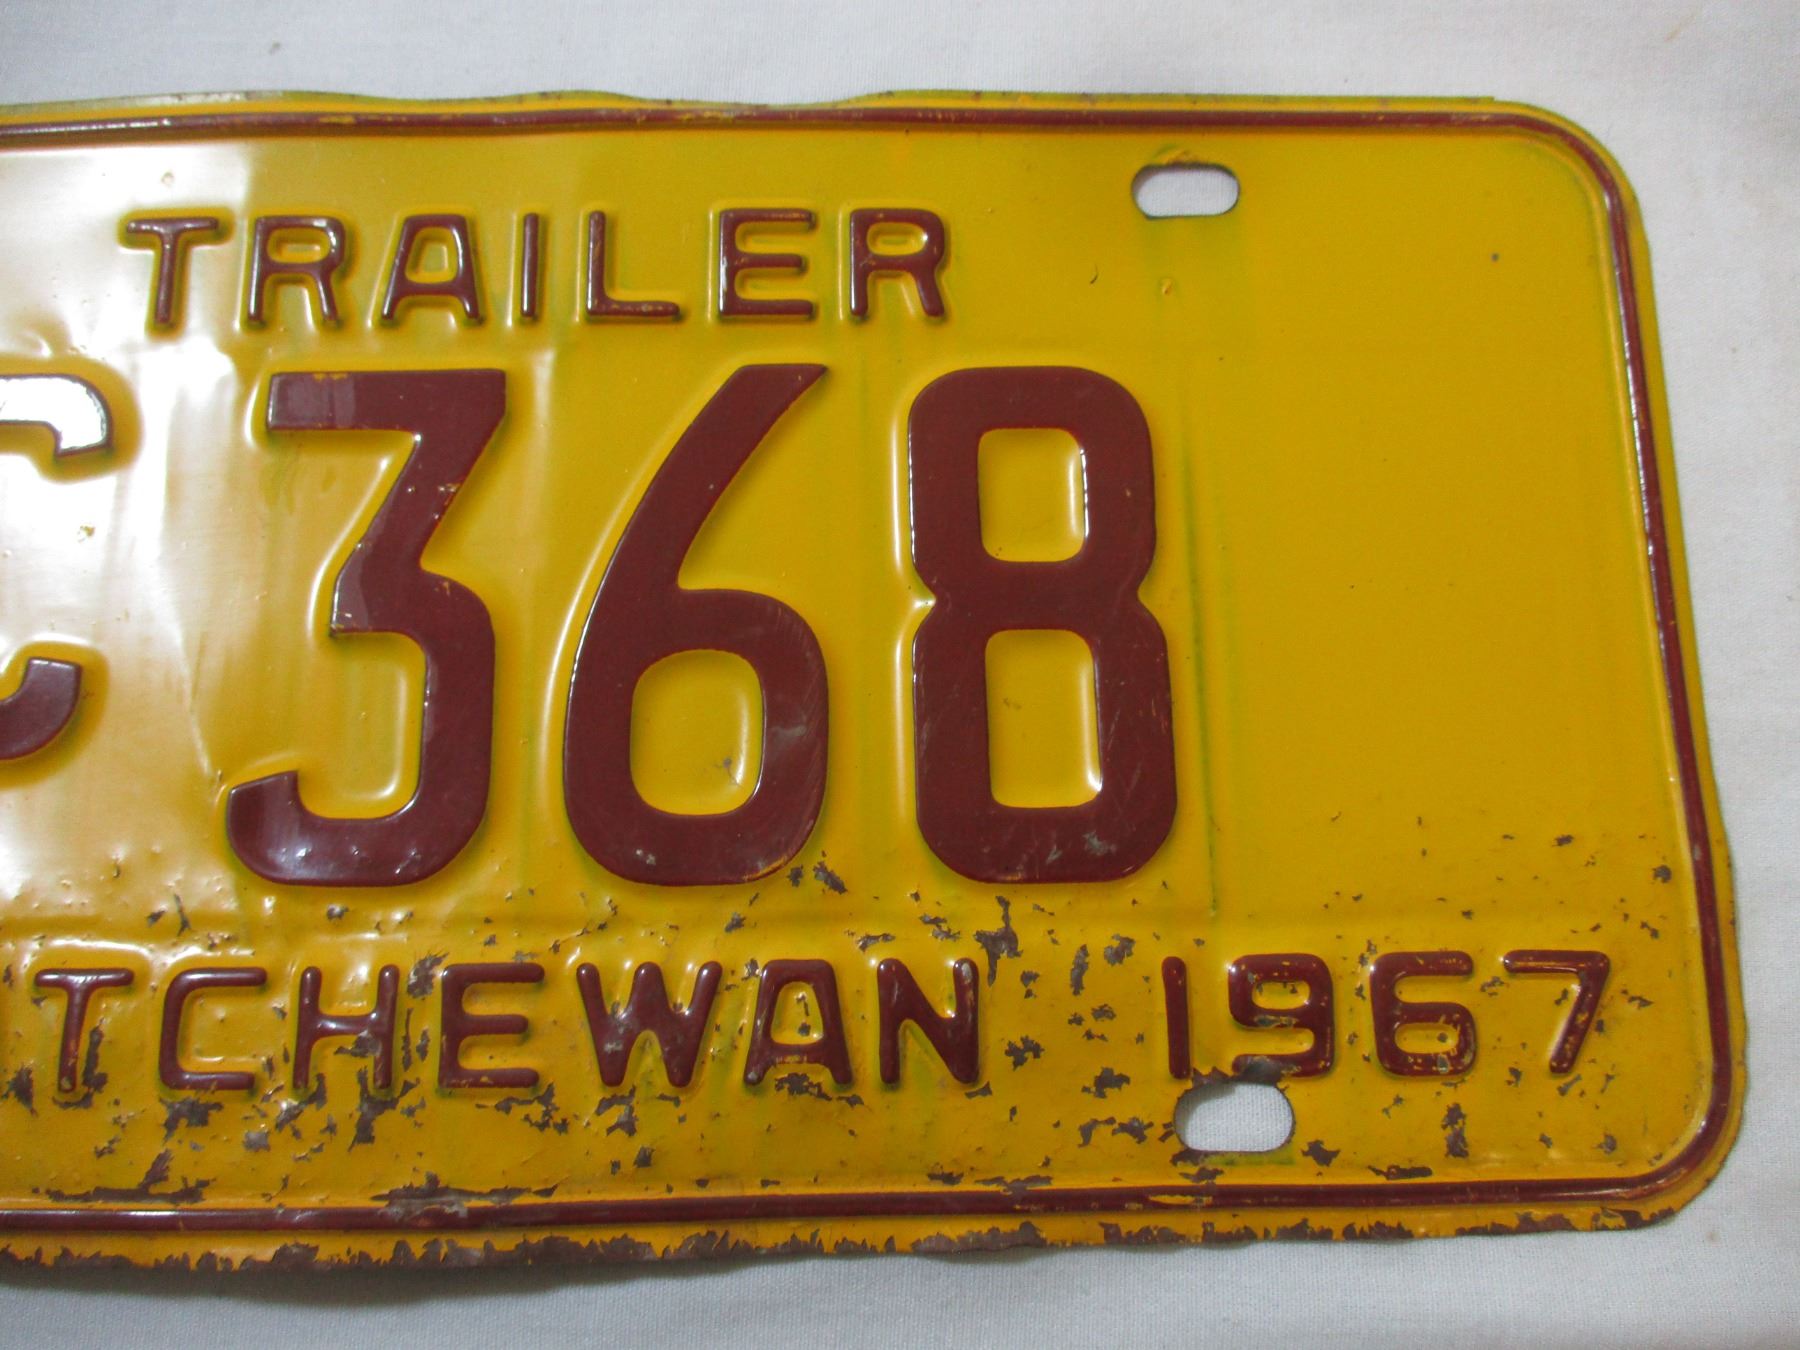 TRAILER
C 368
TCHEWAN 1967